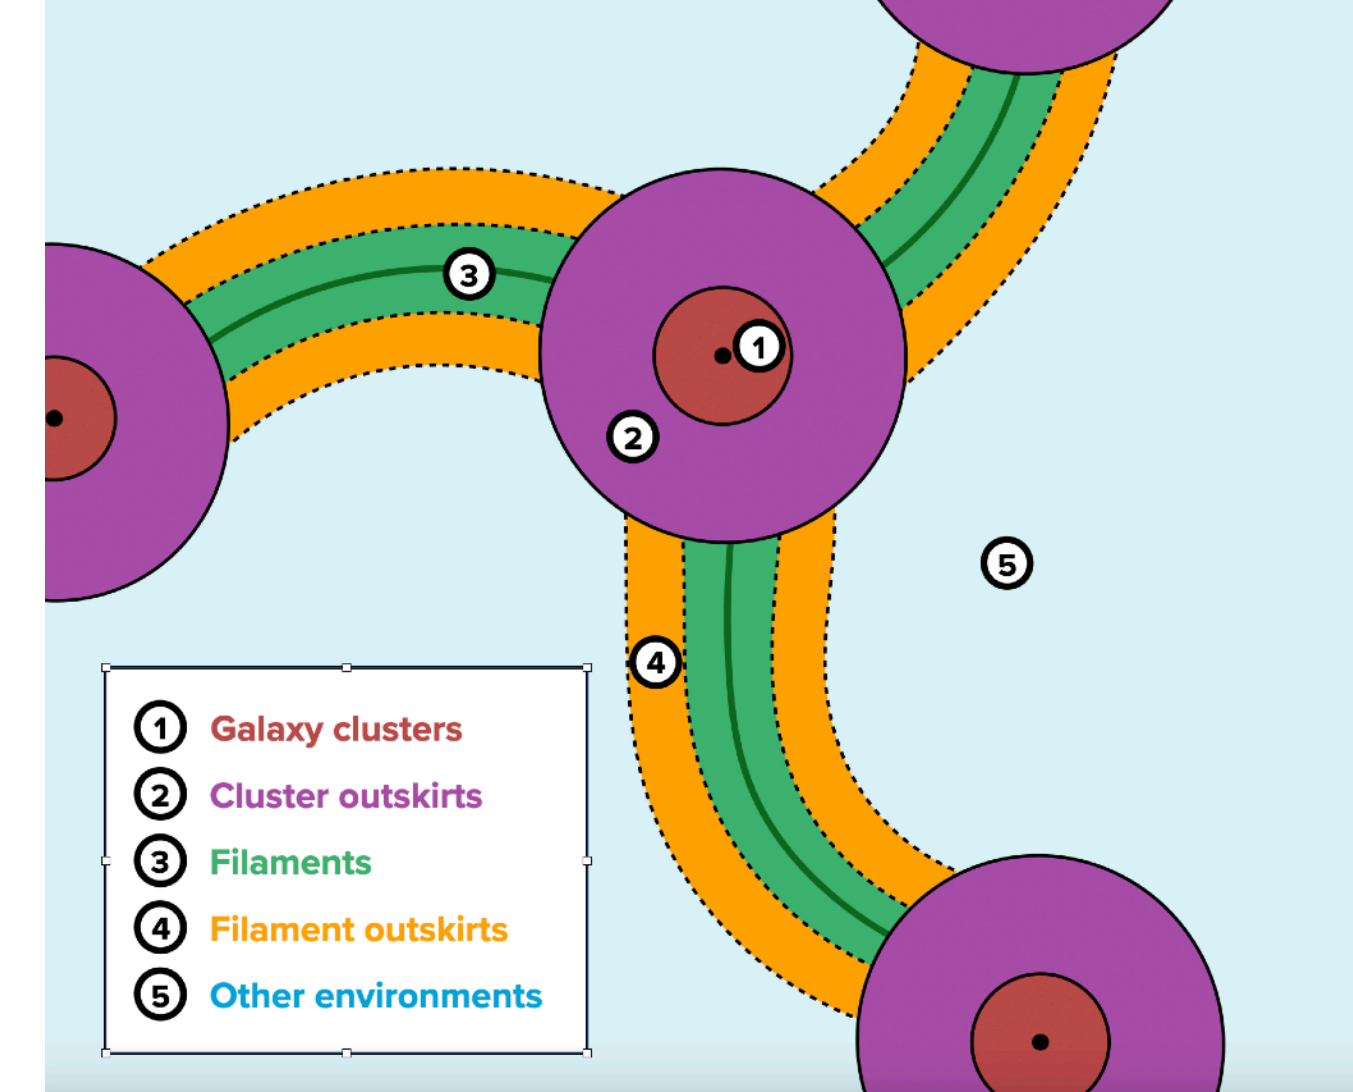 3
1
2
5
4
1 Galaxy clusters
2 Cluster outskirts
3 Filaments
4 Filament outskirts
5 Other environments